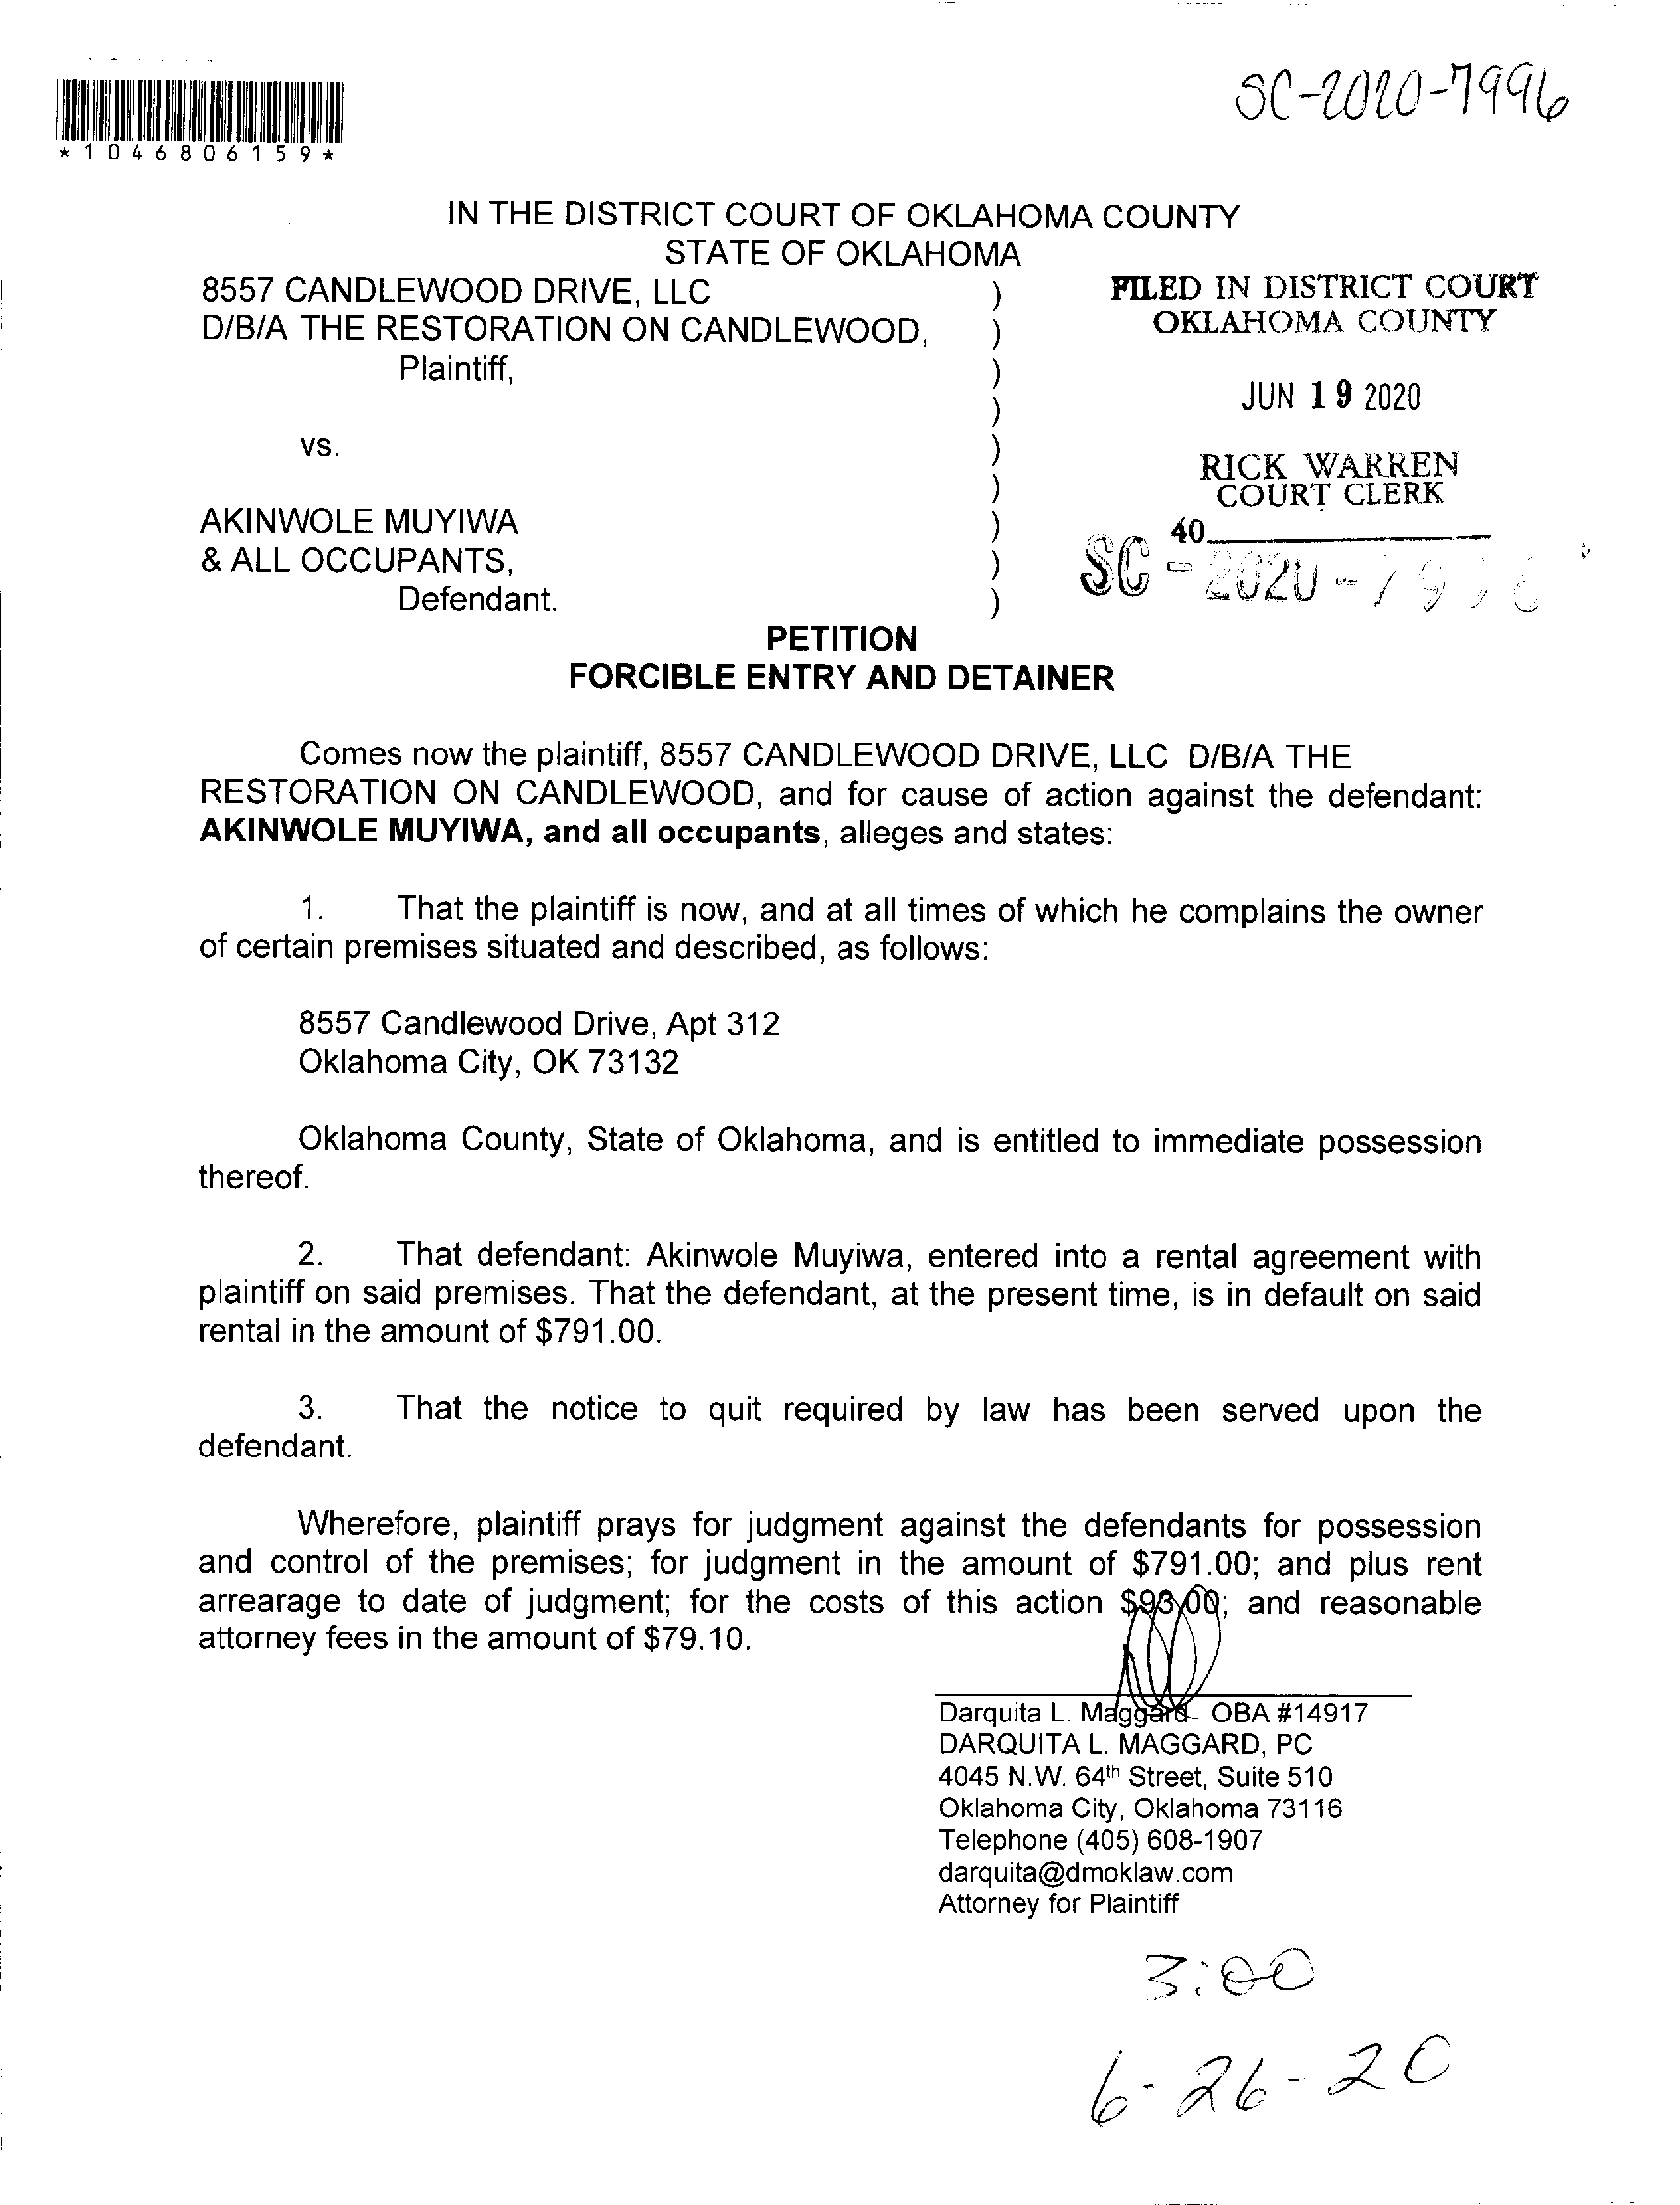 SC-2020-7996
*1046806159*
IN THE DISTRICT COURT OF OKLAHOMA COUNTY
STATE OF OKLAHOMA
8557 CANDLEWOOD DRIVE, LLC )
D/B/A THE RESTORATION ON CANDLEWOOD, )
Plaintiff, )
)
vs. )
)
AKINWOLE MUYIWA )
& ALL OCCUPANTS, )
Defendant. )
FILED IN DISTRICT COURT
OKLAHOMA COUNTY
JUN 19 2020
RICK WARREN
COURT CLERK
40
SC - 2020 -
PETITION
FORCIBLE ENTRY AND DETAINER
Comes now the plaintiff, 8557 CANDLEWOOD DRIVE, LLC D/B/A THE
RESTORATION ON CANDLEWOOD, and for cause of action against the defendant:
AKINWOLE MUYIWA, and all occupants, alleges and states:
1. That the plaintiff is now, and at all times of which he complains the owner
of certain premises situated and described, as follows:
8557 Candlewood Drive, Apt 312
Oklahoma City, OK 73132
Oklahoma County, State of Oklahoma, and is entitled to immediate possession
thereof.
2. That defendant: Akinwole Muyiwa, entered into a rental agreement with
plaintiff on said premises. That the defendant, at the present time, is in default on said
rental in the amount of $791.00.
3. That the notice to quit required by law has been served upon the
defendant.
Wherefore, plaintiff prays for judgment against the defendants for possession
and control of the premises; for judgment in the amount of $791.00; and plus rent
arrearage to date of judgment; for the costs of this action $93.00; and reasonable
attorney fees in the amount of $79.10.
Darquita L. Maggard- OBA #14917
DARQUITA L. MAGGARD, PC
4045 N.W. 64th Street, Suite 510
Oklahoma City, Oklahoma 73116
Telephone (405) 608-1907
darquita@dmoklaw.com
Attorney for Plaintiff
3:00
6-26-20